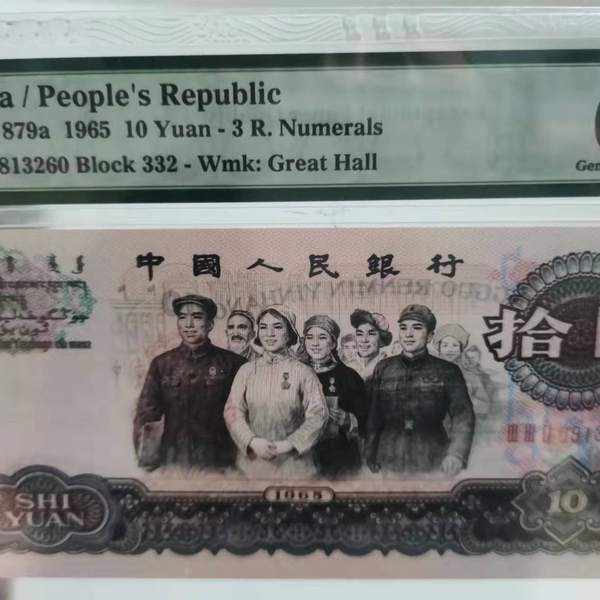 a / People's Republic
879a 1965 10 Yuan - 3 R. Numerals
813260 Block 332 - Wmk: Great Hall
Gen
中國人民銀行
拾
SHI
YUAN
1965
10